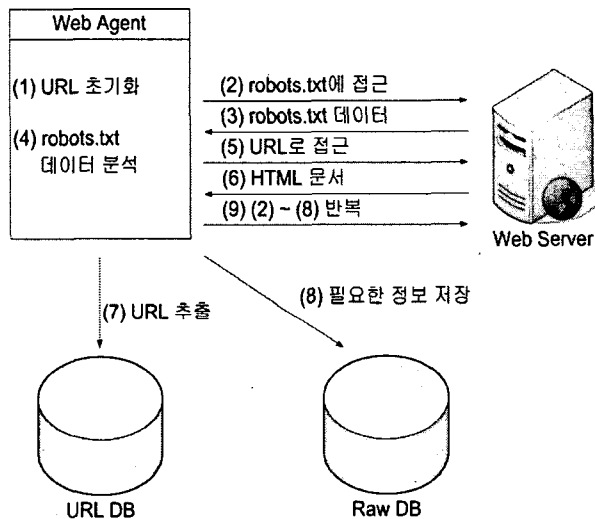 Web Agent
(1) URL 초기화
(2) robots.txt에 접근
(3) robots.txt 데이터
(4) robots.txt
데이터 분석
(5) URL로 접근
(6) HTML 문서
(9) (2) ~ (8) 반복
Web Server
(7) URL 추출
(8) 필요한 정보 저장
URL DB
Raw DB